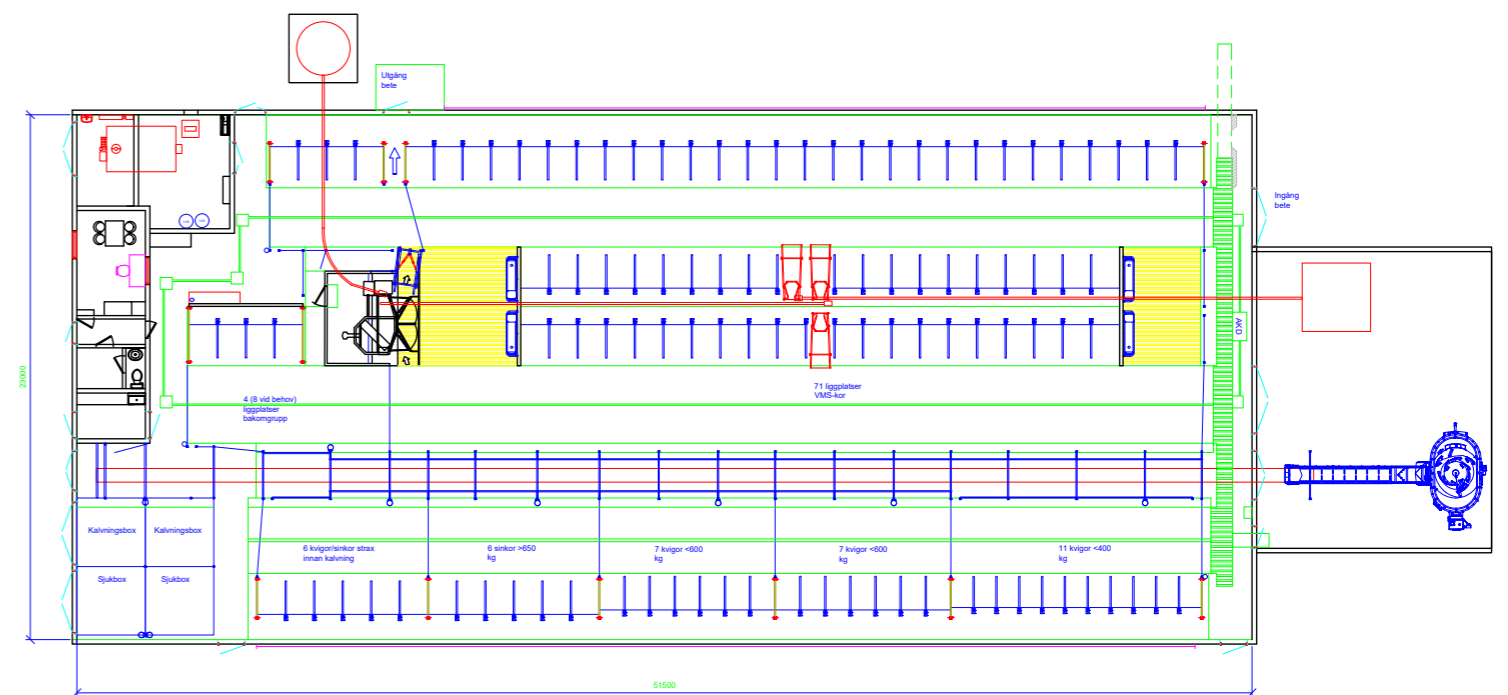 Utgång
bete
Ingång
bete
AKD
71 liggplatser
VMS-kor
4 (8 vid behov)
liggplatser
bakomgrupp
Kalvningsbox
Kalvningsbox
Sjukbox
Sjukbox
6 kvigor/sinkor strax
innan kalvning
6 sinkor >650
kg
7 kvigor <600
kg
7 kvigor <600
kg
11 kvigor <400
kg
51500